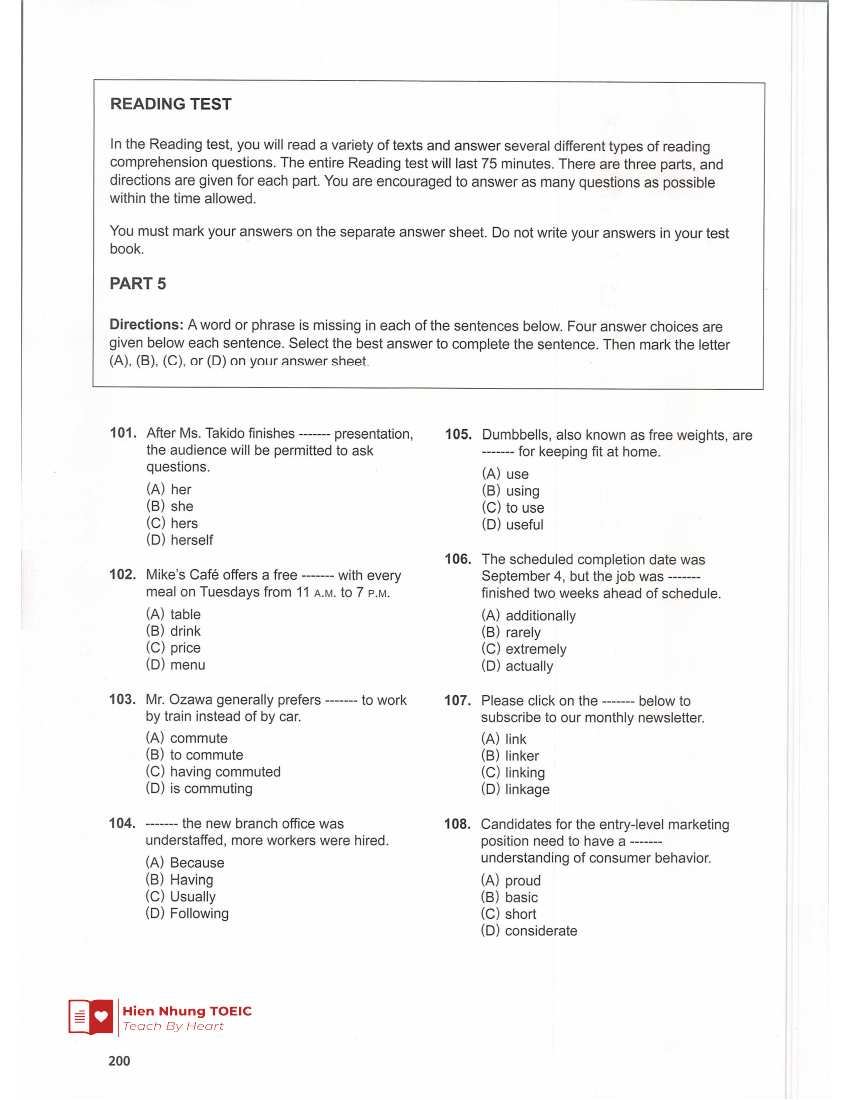 READING TEST
In the Reading test, you will read a variety of texts and answer several different types of reading
comprehension questions. The entire Reading test will last 75 minutes. There are three parts, and
directions are given for each part. You are encouraged to answer as many questions as possible
within the time allowed.
You must mark your answers on the separate answer sheet. Do not write your answers in your test
book.
PART 5
Directions: A word or phrase is missing in each of the sentences below. Four answer choices are
given below each sentence. Select the best answer to complete the sentence. Then mark the letter
(A), (B), (C), or (D) on your answer sheet.
101. After Ms. Takido finishes ------- presentation,
the audience will be permitted to ask
questions.
(A) her
(B) she
(C) hers
(D) herself
102. Mike's Café offers a free ------- with every
meal on Tuesdays from 11 A.M. to 7 P.M.
(A) table
(B) drink
(C) price
(D) menu
103. Mr. Ozawa generally prefers ------- to work
by train instead of by car.
(A) commute
(B) to commute
(C) having commuted
(D) is commuting
104. ------- the new branch office was
understaffed, more workers were hired.
(A) Because
(B) Having
(C) Usually
(D) Following
105. Dumbbells, also known as free weights, are
------- for keeping fit at home.
(A) use
(B) using
(C) to use
(D) useful
106. The scheduled completion date was
September 4, but the job was -------
finished two weeks ahead of schedule.
(A) additionally
(B) rarely
(C) extremely
(D) actually
107. Please click on the ------- below to
subscribe to our monthly newsletter.
(A) link
(B) linker
(C) linking
(D) linkage
108. Candidates for the entry-level marketing
position need to have a -------
understanding of consumer behavior.
(A) proud
(B) basic
(C) short
(D) considerate
Hien Nhung TOEIC
Teach By Heart
200